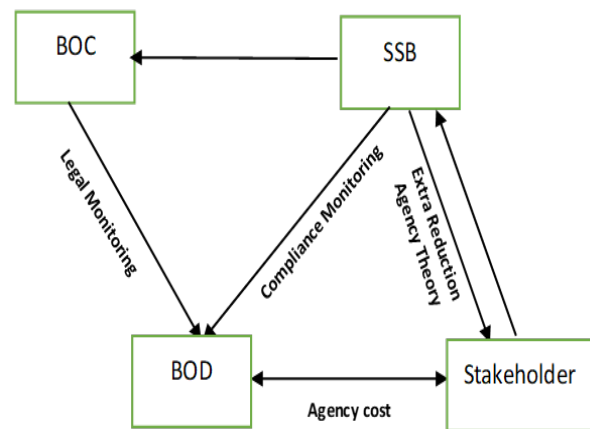 BOC
SSB
Legal Monitoring
Compliance Monitoring
Extra Reduction
Agency Theory
BOD
Stakeholder
Agency cost